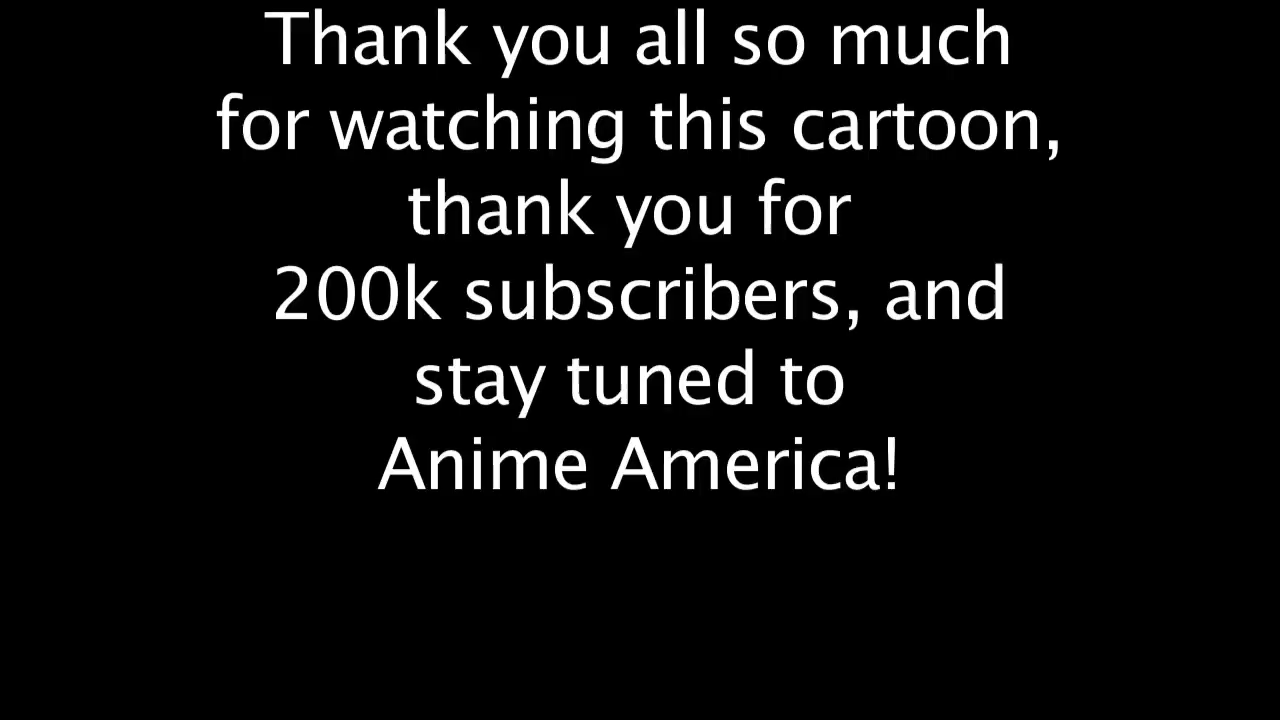 Thank you all so much
for watching this cartoon,
thank you for
200k subscribers, and
stay tuned to
Anime America!